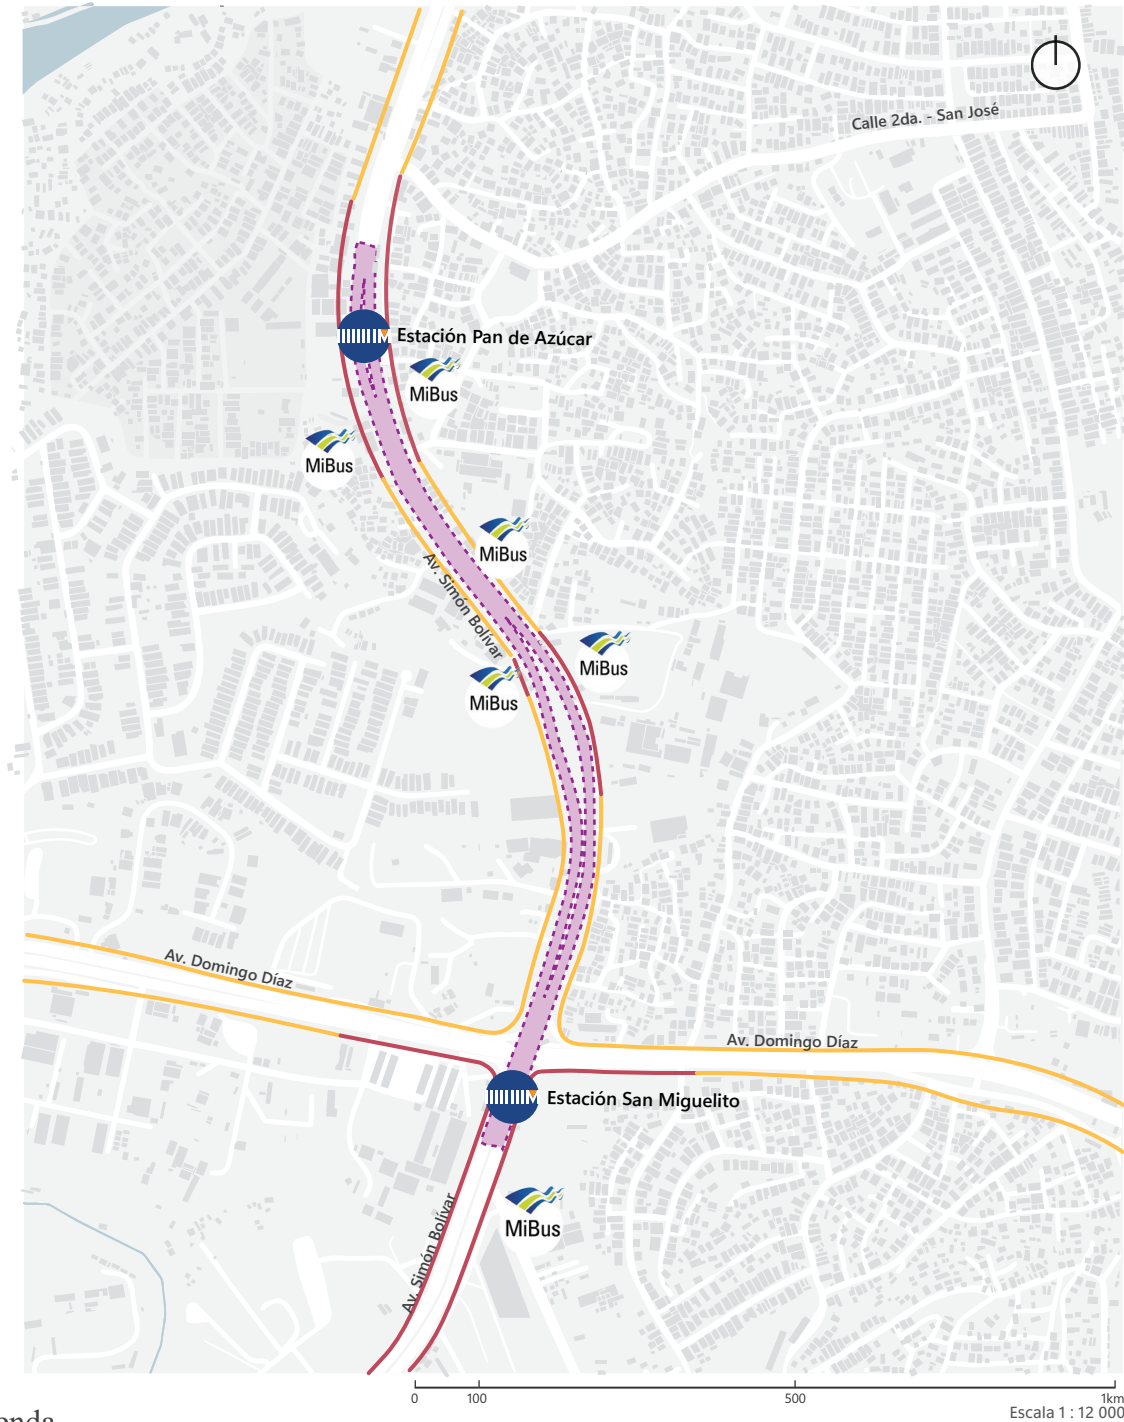 Calle 2da. - San José
M Estación Pan de Azúcar
MiBus
MiBus
MiBus
Av. Simón Bolívar
MiBus
MiBus
Av. Domingo Díaz
Av. Domingo Díaz
M Estación San Miguelito
MiBus
Av. Simón Bolívar
0 100 500 1km
Escala 1 : 12 000